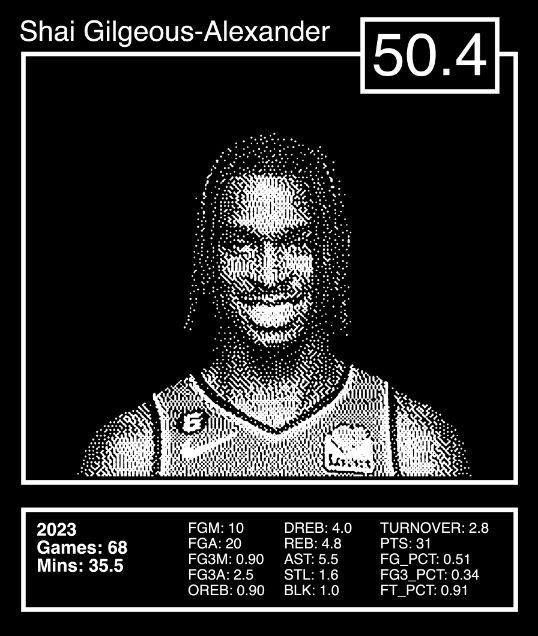 Shai Gilgeous-Alexander
50.4
6
2023
Games: 68
Mins: 35.5
FGM: 10
FGA: 20
FG3M: 0.90
FG3A: 2.5
OREB: 0.90
DREB: 4.0
REB: 4.8
AST: 5.5
STL: 1.6
BLK: 1.0
TURNOVER: 2.8
PTS: 31
FG_PCT: 0.51
FG3_PCT: 0.34
FT_PCT: 0.91